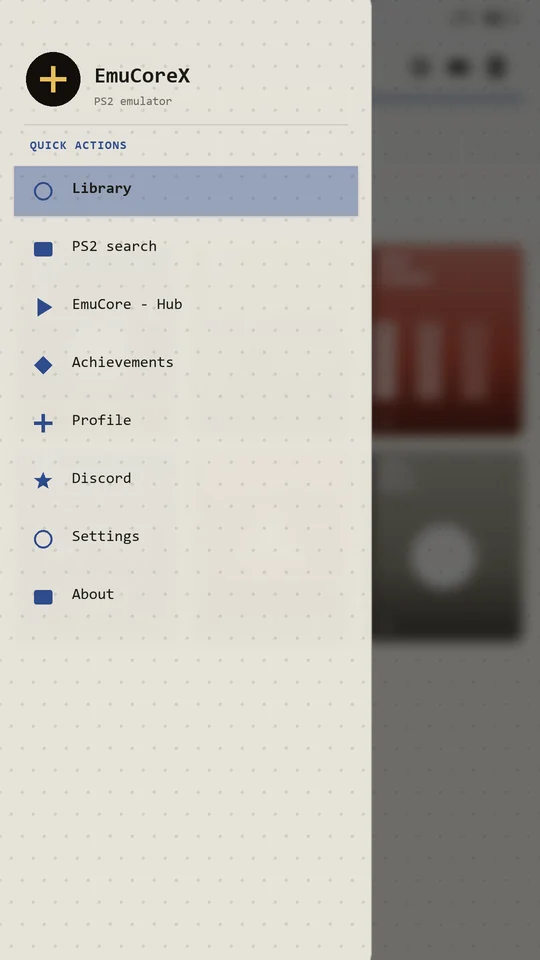 EmuCoreX
PS2 emulator
QUICK ACTIONS
Library
PS2 search
EmuCore - Hub
Achievements
Profile
Discord
Settings
About